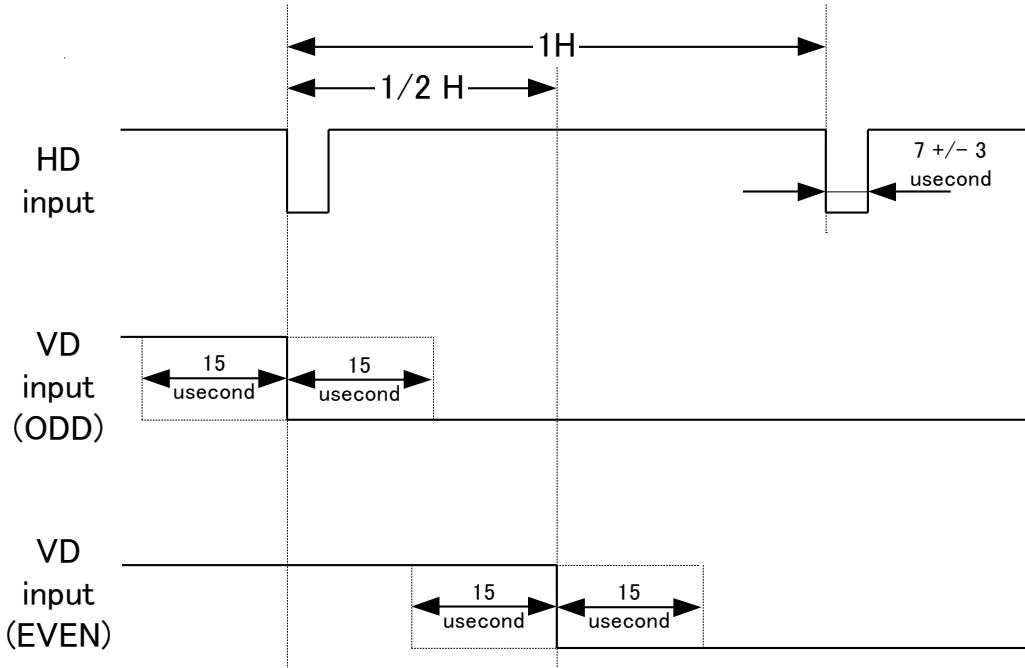 1H
1/2 H
HD
input
7 +/- 3
usecond
VD
input
(ODD)
15
usecond
15
usecond
VD
input
(EVEN)
15
usecond
15
usecond